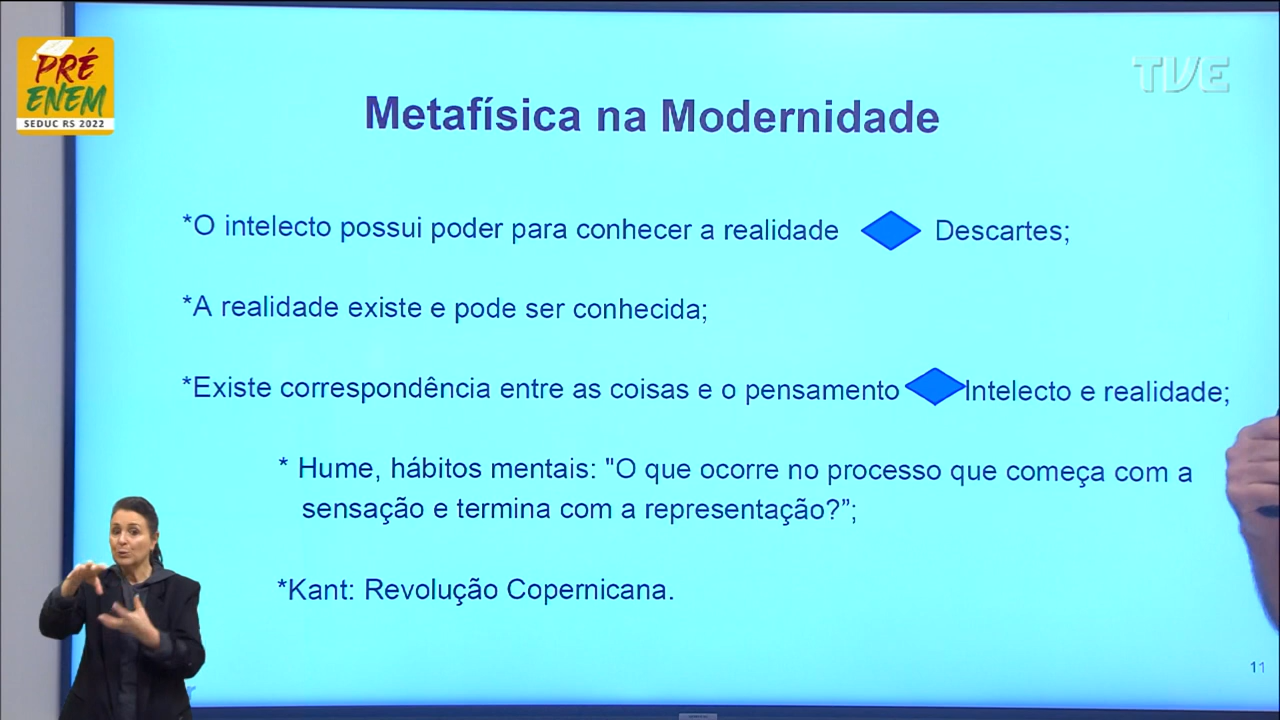 PRÉ
ENEM
SEDUC RS 2022
TVE
Metafísica na Modernidade
*O intelecto possui poder para conhecer a realidade Descartes;
*A realidade existe e pode ser conhecida;
*Existe correspondência entre as coisas e o pensamento Intelecto e realidade;
* Hume, hábitos mentais: "O que ocorre no processo que começa com a
sensação e termina com a representação?”;
*Kant: Revolução Copernicana.
11